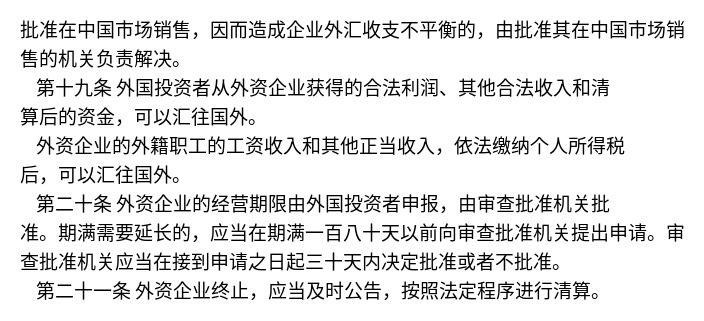 批准在中国市场销售，因而造成企业外汇收支不平衡的，由批准其在中国市场销
售的机关负责解决。
第十九条 外国投资者从外资企业获得的合法利润、其他合法收入和清
算后的资金，可以汇往国外。
外资企业的外籍职工的工资收入和其他正当收入，依法缴纳个人所得税
后，可以汇往国外。
第二十条 外资企业的经营期限由外国投资者申报，由审查批准机关批
准。期满需要延长的，应当在期满一百八十天以前向审查批准机关提出申请。审
查批准机关应当在接到申请之日起三十天内决定批准或者不批准。
第二十一条 外资企业终止，应当及时公告，按照法定程序进行清算。